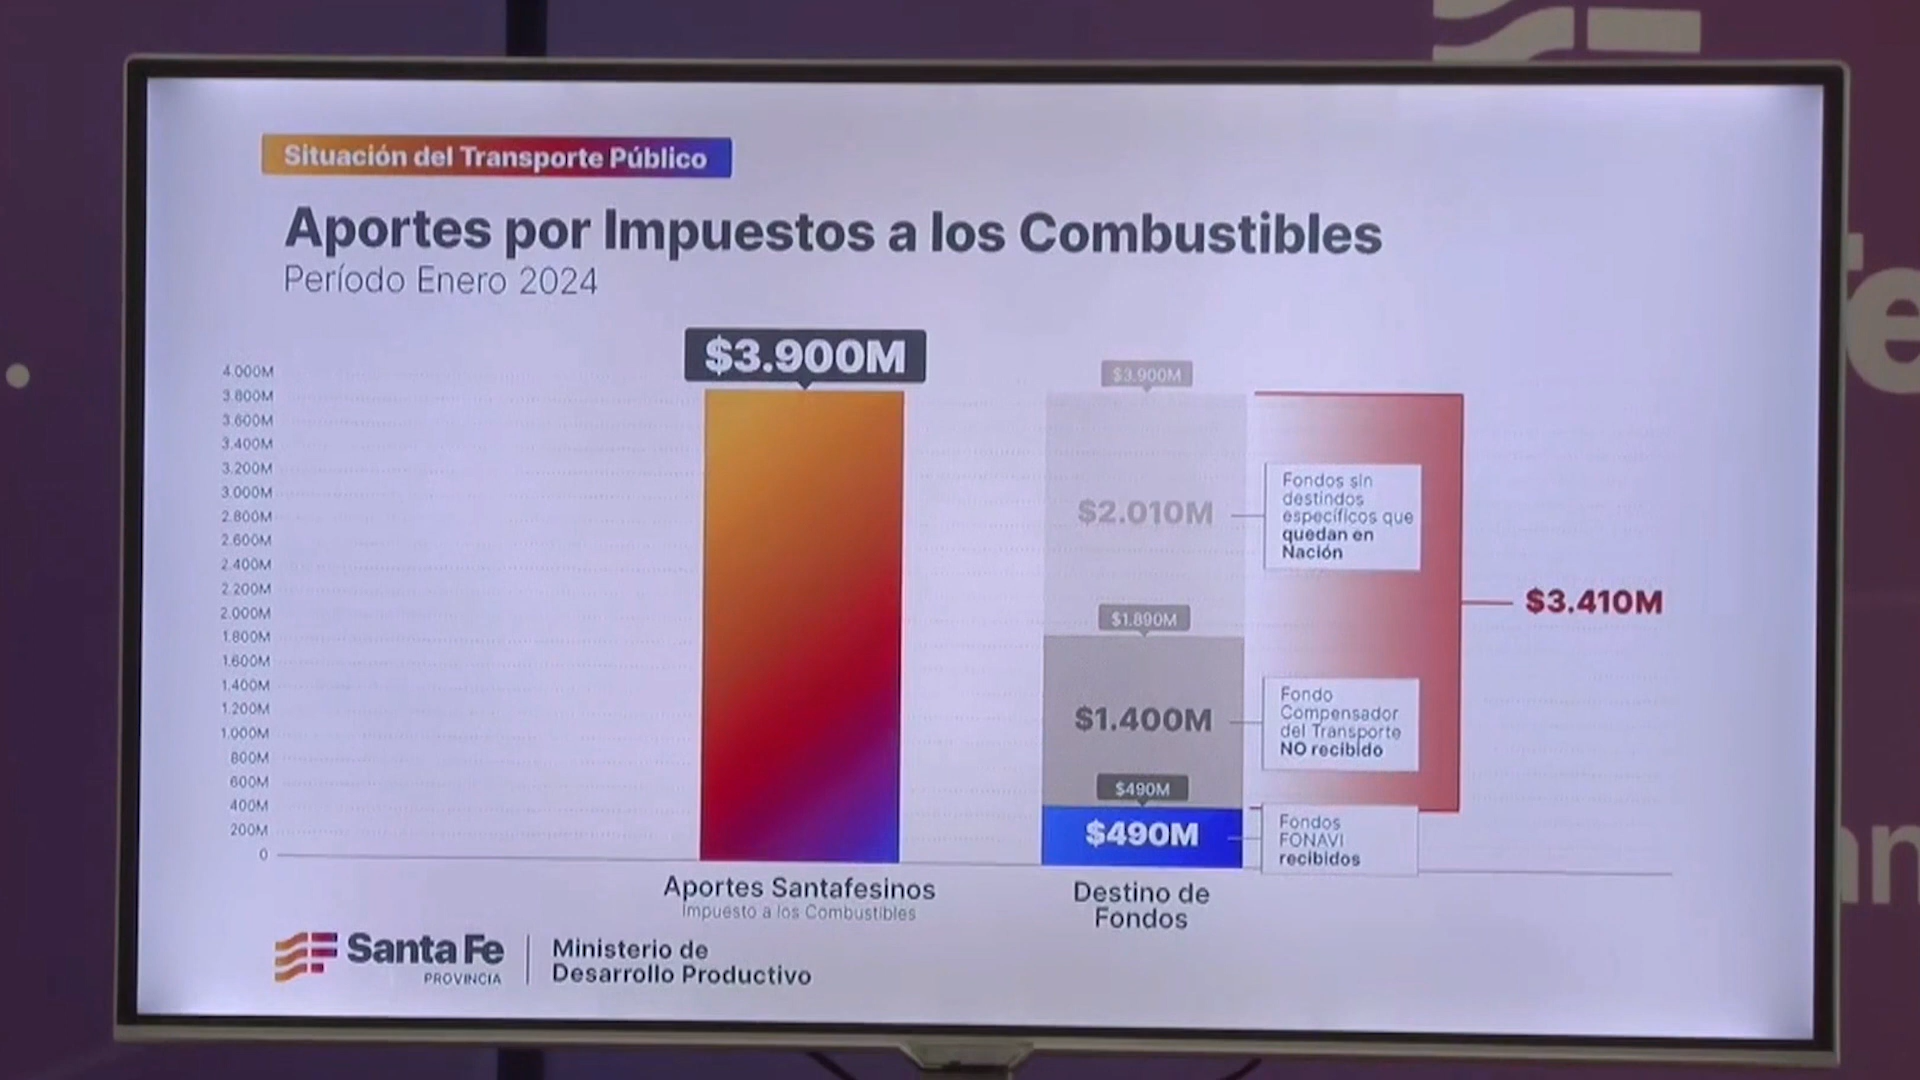 Situación del Transporte Público
Aportes por Impuestos a los Combustibles
Período Enero 2024
4.000M
3.800M
3.600M
3.400M
3.200M
3.000M
2.800M
2.600M
2.400M
2.200M
2.000M
1.800M
1.600M
1.400M
1.200M
1.000M
800M
600M
400M
200M
0
$3.900M
Aportes Santafesinos
Impuesto a los Combustibles
$3.900M
$2.010M
$1.890M
$1.400M
$490M
$490M
Destino de
Fondos
Fondos sin
destindos
específicos que
quedan en
Nación
Fondo
Compensador
del Transporte
NO recibido
Fondos
FONAVI
recibidos
$3.410M
Santa Fe
PROVINCIA
Ministerio de
Desarrollo Productivo